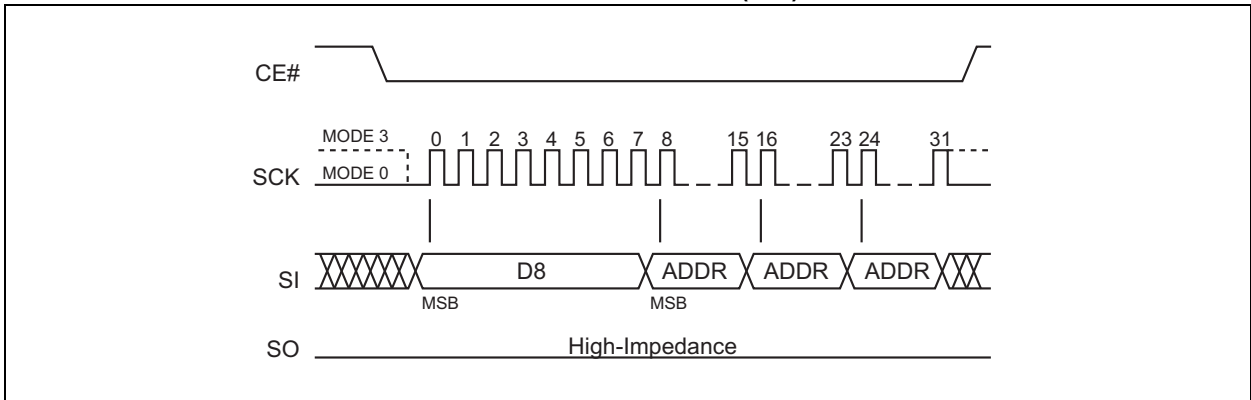 CE#
MODE 3 0 1 2 3 4 5 6 7 8 15 16 23 24 31
SCK MODE 0
SI D8 ADDR ADDR ADDR
MSB MSB
SO High-Impedance